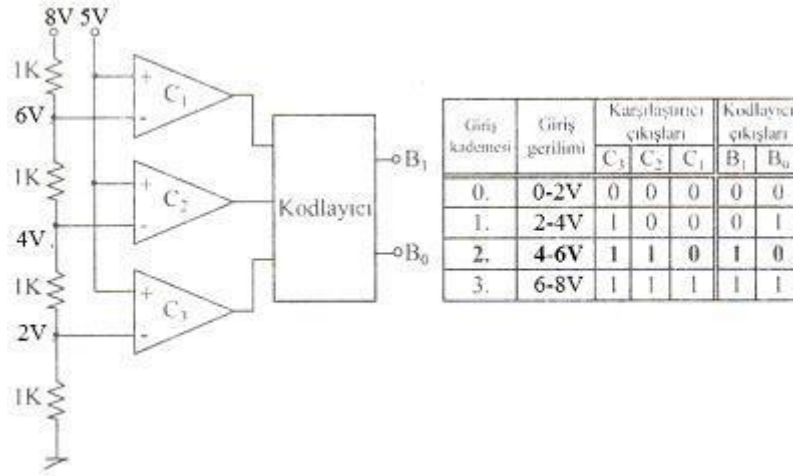 8V 5V
1K
6V
1K
4V
1K
2V
1K
+
-
C₁
+
-
C₂
+
-
C₃
Kodlayıcı
B₁
B₀
Giriş kademesi | Giriş gerilimi | Karşılaştırıcı çıkışları | Kodlayıcı çıkışları
C₃ C₂ C₁ B₁ B₀
0. 0-2V 0 0 0 0 0
1. 2-4V 1 0 0 0 1
2. 4-6V 1 1 0 1 0
3. 6-8V 1 1 1 1 1